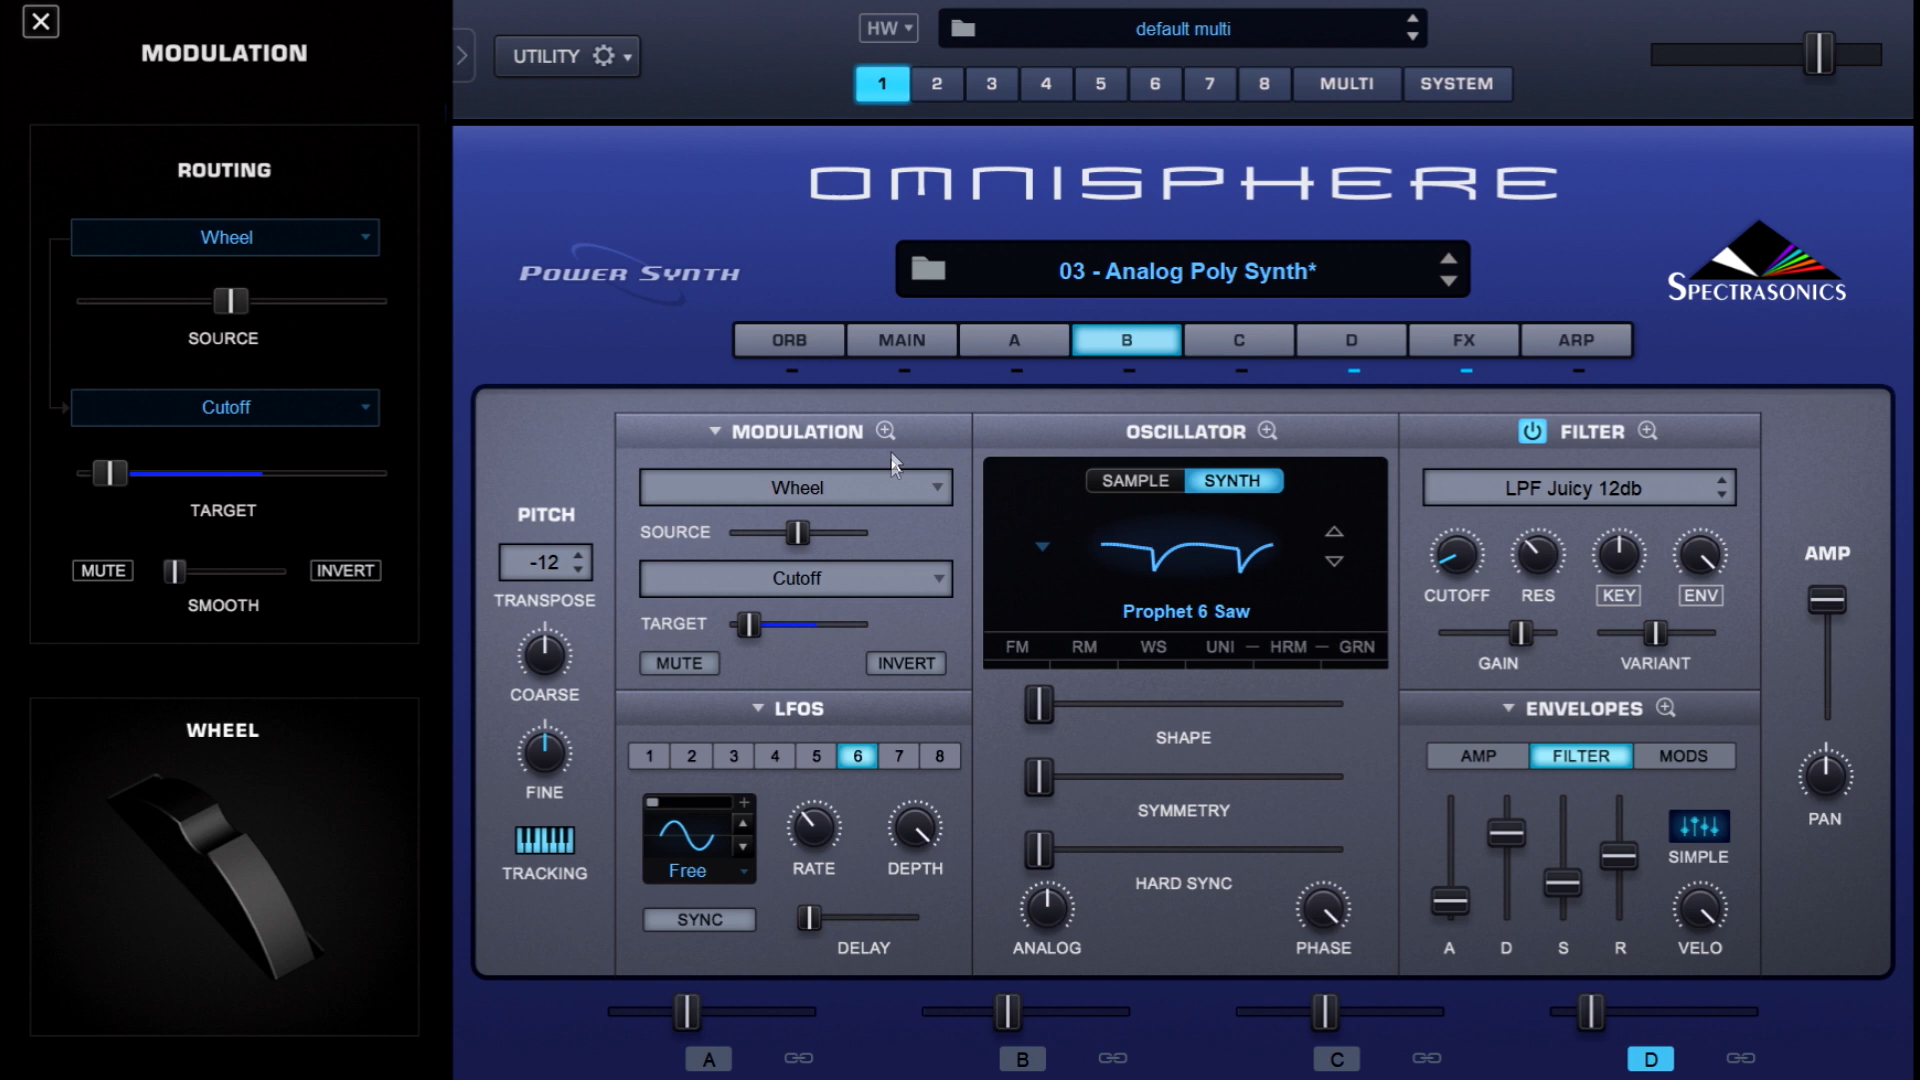 MODULATION
ROUTING
Wheel
SOURCE
Cutoff
TARGET
MUTE
INVERT
SMOOTH
WHEEL
UTILITY
HW
default multi
1 2 3 4 5 6 7 8 MULTI SYSTEM
OMNISPHERE
POWER SYNTH
03 - Analog Poly Synth*
SPECTRASONICS
ORB MAIN A B C D FX ARP
PITCH
-12
TRANSPOSE
COARSE
FINE
TRACKING
MODULATION
Wheel
SOURCE
Cutoff
TARGET
MUTE
INVERT
LFOS
1 2 3 4 5 6 7 8
Free
RATE
DEPTH
SYNC
DELAY
OSCILLATOR
SAMPLE SYNTH
Prophet 6 Saw
FM RM WS UNI HRM GRN
SHAPE
SYMMETRY
HARD SYNC
ANALOG
PHASE
FILTER
LPF Juicy 12db
CUTOFF RES KEY ENV
GAIN VARIANT
ENVELOPES
AMP FILTER MODS
SIMPLE
A D S R VELO
AMP
PAN
A B C D